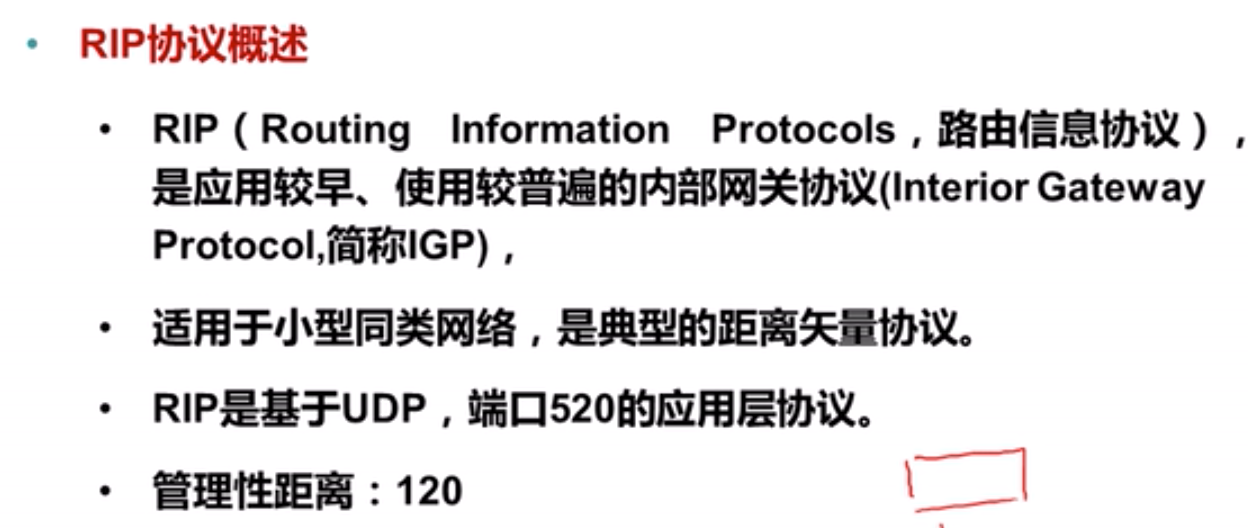 RIP协议概述
RIP（Routing Information Protocols，路由信息协议），
是应用较早、使用较普遍的内部网关协议(Interior Gateway
Protocol,简称IGP)，
适用于小型同类网络，是典型的距离矢量协议。
RIP是基于UDP，端口520的应用层协议。
管理性距离：120